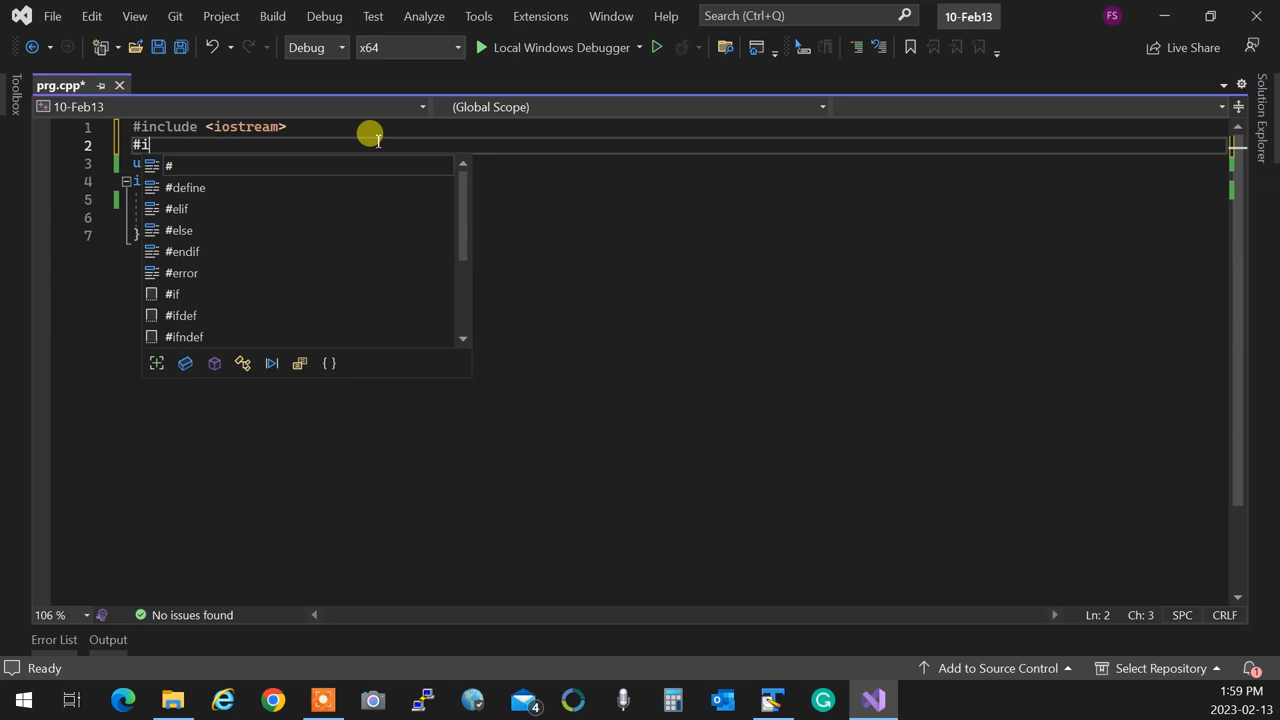 File Edit View Git Project Build Debug Test Analyze Tools Extensions Window Help Search (Ctrl+Q) 10-Feb13 FS
Debug x64 Local Windows Debugger Live Share
prg.cpp*
10-Feb13 (Global Scope)
Toolbox
Solution Explorer
1 #include <iostream>
2 #i
3 u
4 i
5
6
7 }
#
#define
#elif
#else
#endif
#error
#if
#ifdef
#ifndef
{ }
106 % No issues found Ln: 2 Ch: 3 SPC CRLF
Error List Output
Ready Add to Source Control Select Repository 1
4
1:59 PM
2023-02-13